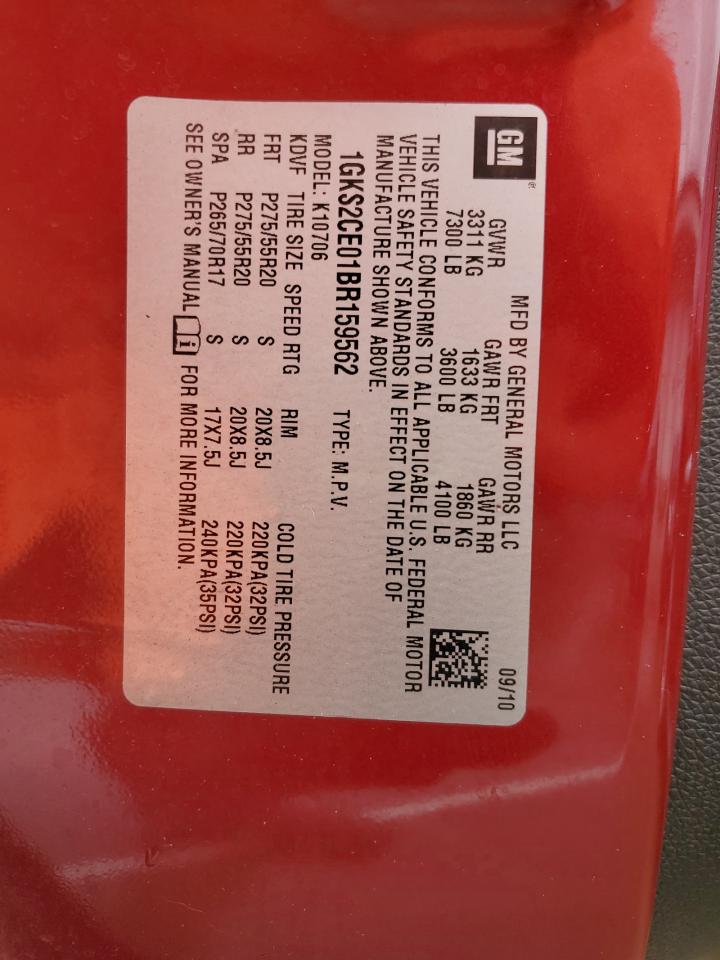 GM®
MFD BY GENERAL MOTORS LLC 09/10
GVWR GAWR FRT GAWR RR
3311 KG 1633 KG 1860 KG
7300 LB 3600 LB 4100 LB
THIS VEHICLE CONFORMS TO ALL APPLICABLE U.S. FEDERAL MOTOR
VEHICLE SAFETY STANDARDS IN EFFECT ON THE DATE OF
MANUFACTURE SHOWN ABOVE.
1GKS2CE01BR159562 TYPE: M.P.V.
MODEL: K10706
KDVF TIRE SIZE SPEED RTG RIM COLD TIRE PRESSURE
FRT P275/55R20 S 20X8.5J 220KPA(32PSI)
RR P275/55R20 S 20X8.5J 220KPA(32PSI)
SPA P265/70R17 S 17X7.5J 240KPA(35PSI)
SEE OWNER'S MANUAL i FOR MORE INFORMATION.